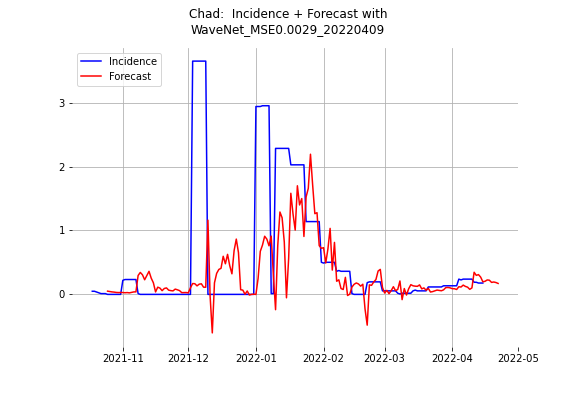 Chad:  Incidence + Forecast with
WaveNet_MSE0.0029_20220409
Incidence
Forecast
3
2
1
0
2021-11 2021-12 2022-01 2022-02 2022-03 2022-04 2022-05